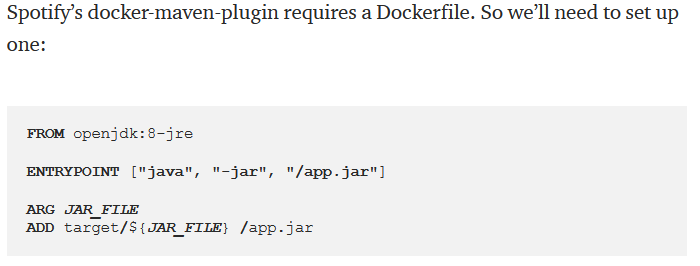 Spotify’s docker-maven-plugin requires a Dockerfile. So we’ll need to set up
one:
FROM openjdk:8-jre
ENTRYPOINT ["java", "-jar", "/app.jar"]
ARG JAR_FILE
ADD target/${JAR_FILE} /app.jar